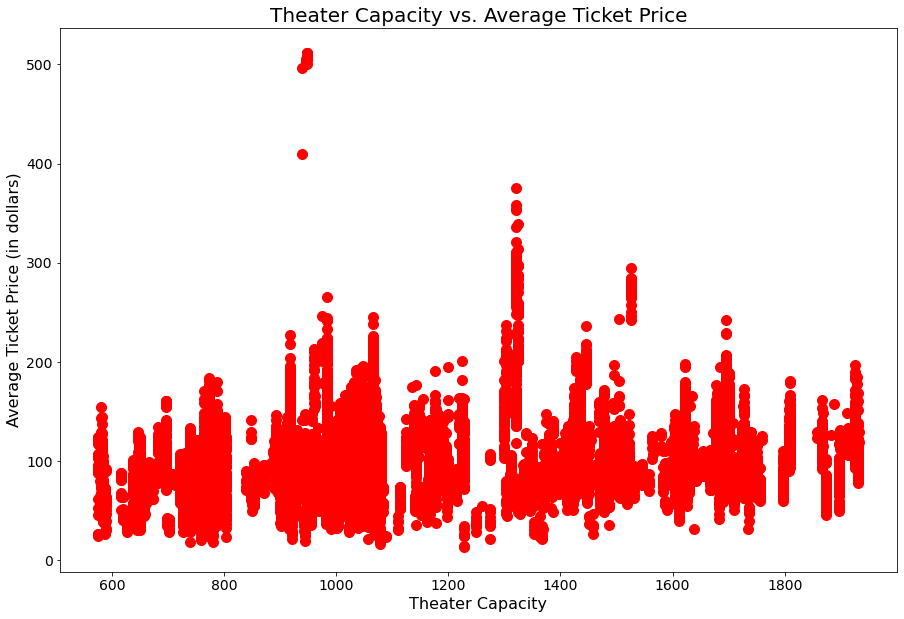 Theater Capacity vs. Average Ticket Price
Average Ticket Price (in dollars)
500
400
300
200
100
0
600 800 1000 1200 1400 1600 1800
Theater Capacity